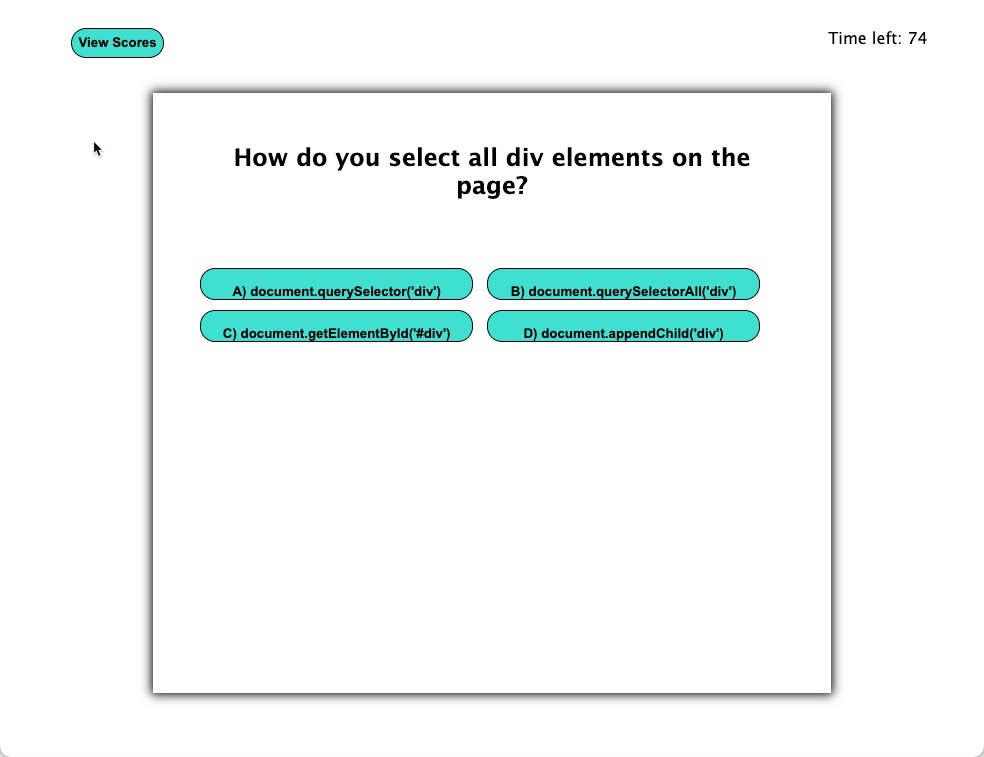 View Scores
Time left: 74
How do you select all div elements on the
page?
A) document.querySelector('div')
B) document.querySelectorAll('div')
C) document.getElementById('#div')
D) document.appendChild('div')